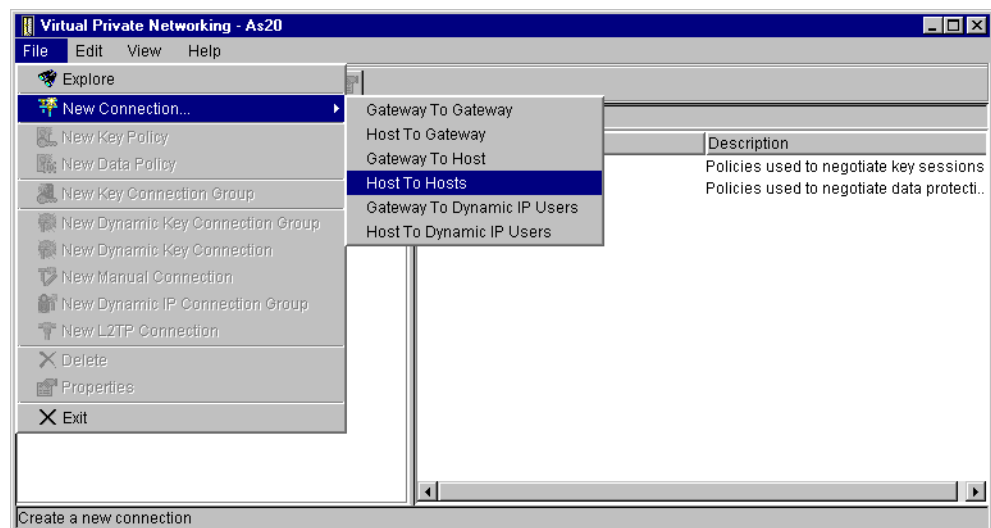 Virtual Private Networking - As20
File Edit View Help
Explore
New Connection...
New Key Policy
New Data Policy
New Key Connection Group
New Dynamic Key Connection Group
New Dynamic Key Connection
New Manual Connection
New Dynamic IP Connection Group
New L2TP Connection
Delete
Properties
Exit
Gateway To Gateway
Host To Gateway
Gateway To Host
Host To Hosts
Gateway To Dynamic IP Users
Host To Dynamic IP Users
Description
Policies used to negotiate key sessions
Policies used to negotiate data protecti..
Create a new connection